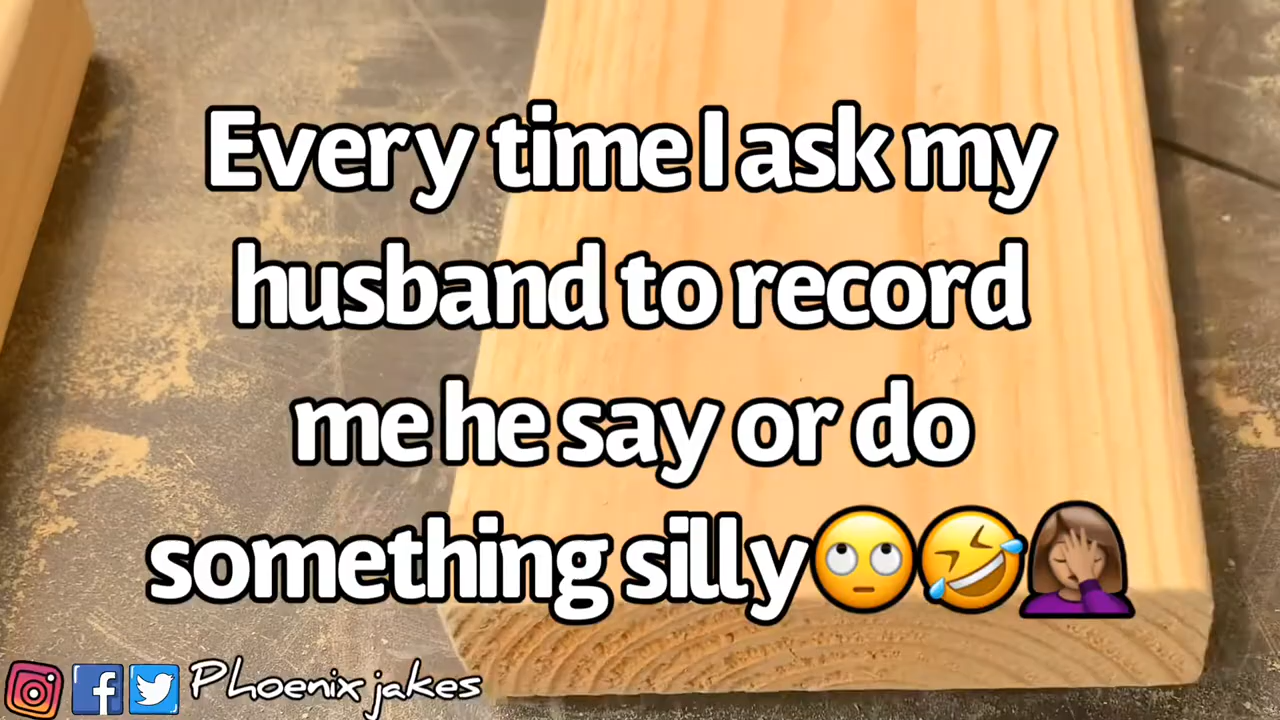 Every time I ask my
husband to record
me he say or do
something silly🙄🤣🤦🏽‍♀️
Phoenix jakes